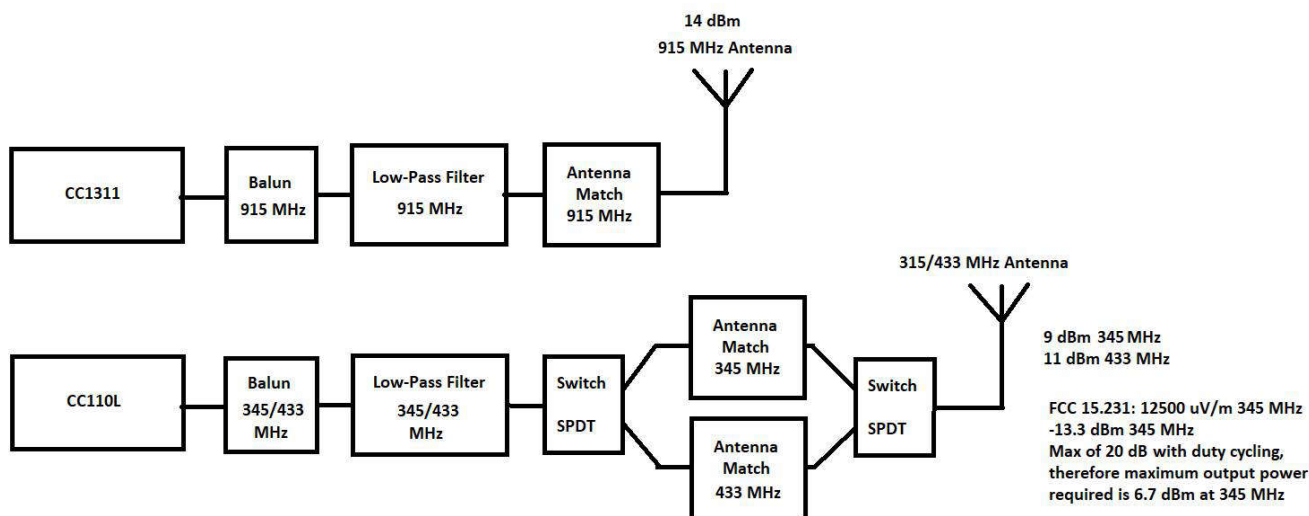 14 dBm
915 MHz Antenna
CC1311
Balun
915 MHz
Low-Pass Filter
915 MHz
Antenna
Match
915 MHz
315/433 MHz Antenna
CC110L
Balun
345/433
MHz
Low-Pass Filter
345/433
MHz
Switch
SPDT
Antenna
Match
345 MHz
Antenna
Match
433 MHz
Switch
SPDT
9 dBm 345 MHz
11 dBm 433 MHz
FCC 15.231: 12500 uV/m 345 MHz
-13.3 dBm 345 MHz
Max of 20 dB with duty cycling,
therefore maximum output power
required is 6.7 dBm at 345 MHz